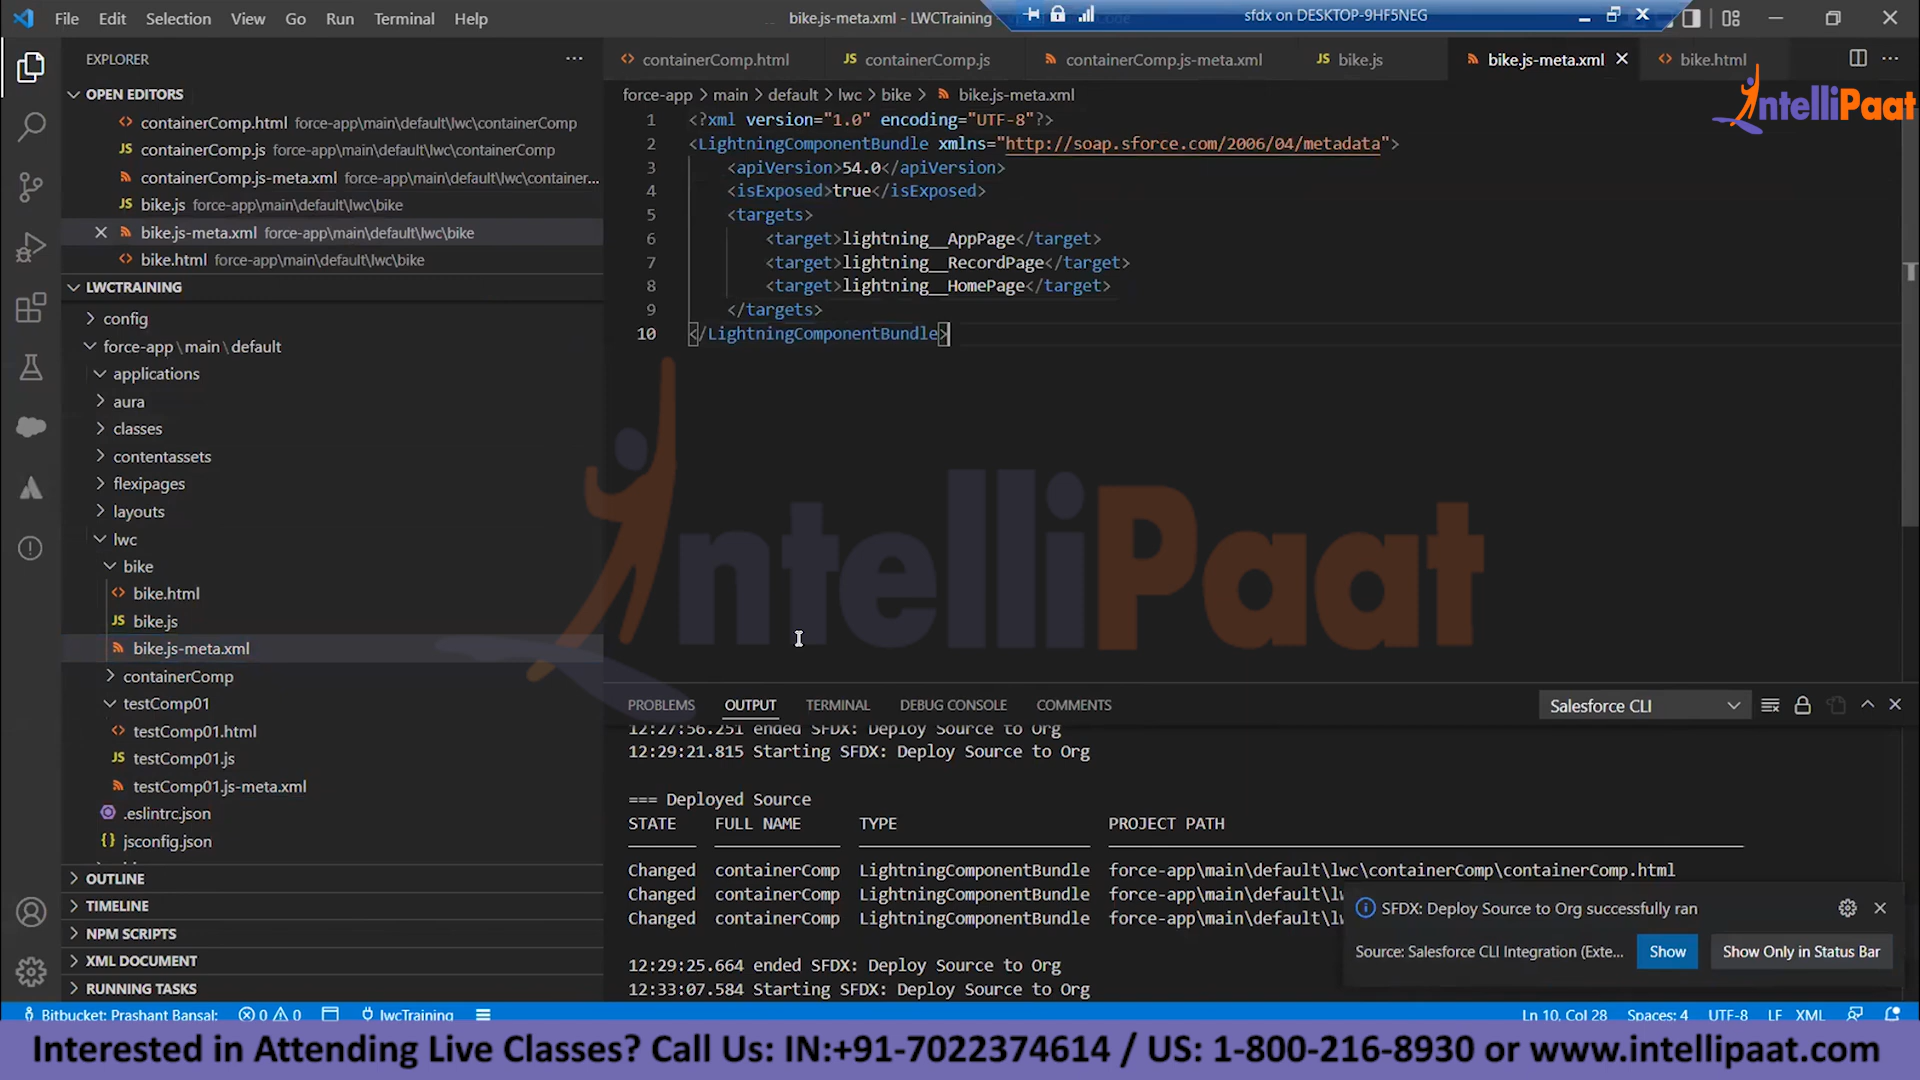 File Edit Selection View Go Run Terminal Help
bike.js-meta.xml - LWCTraining
sfdx on DESKTOP-9HF5NEG
EXPLORER
OPEN EDITORS
containerComp.html force-app\main\default\lwc\containerComp
containerComp.js force-app\main\default\lwc\containerComp
containerComp.js-meta.xml force-app\main\default\lwc\container...
bike.js force-app\main\default\lwc\bike
bike.js-meta.xml force-app\main\default\lwc\bike
bike.html force-app\main\default\lwc\bike
LWCTRAINING
config
force-app\main\default
applications
aura
classes
contentassets
flexipages
layouts
lwc
bike
bike.html
bike.js
bike.js-meta.xml
containerComp
testComp01
testComp01.html
testComp01.js
testComp01.js-meta.xml
.eslintrc.json
jsconfig.json
OUTLINE
TIMELINE
NPM SCRIPTS
XML DOCUMENT
RUNNING TASKS
containerComp.html containerComp.js containerComp.js-meta.xml bike.js bike.js-meta.xml bike.html
IntelliPaat
force-app > main > default > lwc > bike > bike.js-meta.xml
1 <?xml version="1.0" encoding="UTF-8"?>
2 <LightningComponentBundle xmlns="http://soap.sforce.com/2006/04/metadata">
3 <apiVersion>54.0</apiVersion>
4 <isExposed>true</isExposed>
5 <targets>
6 <target>lightning__AppPage</target>
7 <target>lightning__RecordPage</target>
8 <target>lightning__HomePage</target>
9 </targets>
10 </LightningComponentBundle>
IntelliPaat
PROBLEMS OUTPUT TERMINAL DEBUG CONSOLE COMMENTS
Salesforce CLI
12:27:56.251 ended SFDX: Deploy Source to Org
12:29:21.815 Starting SFDX: Deploy Source to Org
=== Deployed Source
STATE FULL NAME TYPE PROJECT PATH
Changed containerComp LightningComponentBundle force-app\main\default\lwc\containerComp\containerComp.html
Changed containerComp LightningComponentBundle force-app\main\default\lw
Changed containerComp LightningComponentBundle force-app\main\default\lw
12:29:25.664 ended SFDX: Deploy Source to Org
12:33:07.584 Starting SFDX: Deploy Source to Org
SFDX: Deploy Source to Org successfully ran
Source: Salesforce CLI Integration (Exte...
Show
Show Only in Status Bar
Bitbucket: Prashant Bansal: 0 0 lwcTraining
Ln 10, Col 28 Spaces: 4 UTF-8 LF XML
Interested in Attending Live Classes? Call Us: IN:+91-7022374614 / US: 1-800-216-8930 or www.intellipaat.com